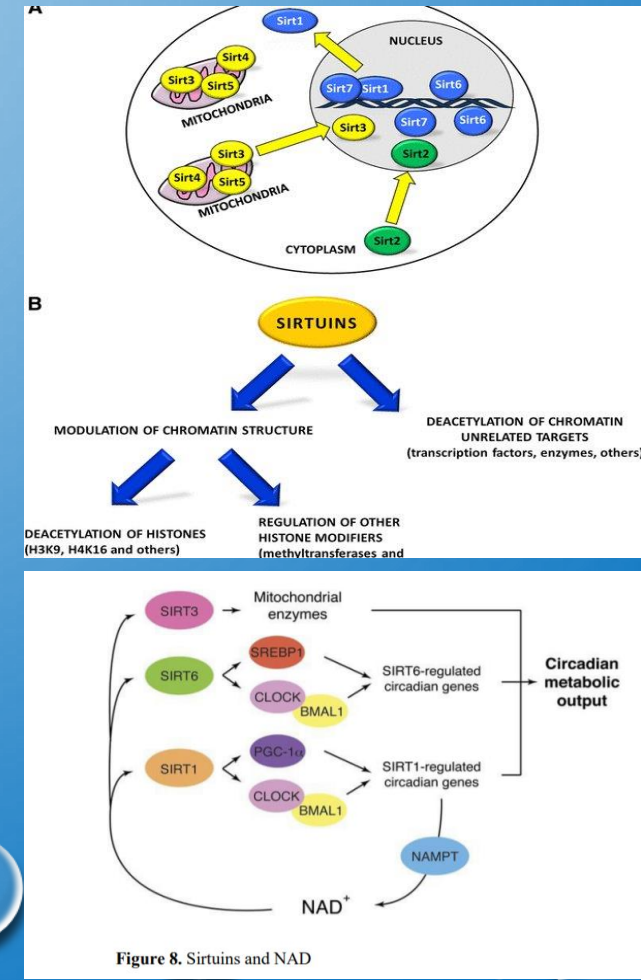 A
Sirt1
NUCLEUS
Sirt4
Sirt3
Sirt5
MITOCHONDRIA
Sirt7
Sirt1
Sirt6
Sirt3
Sirt7
Sirt6
Sirt2
Sirt3
Sirt4
Sirt5
MITOCHONDRIA
CYTOPLASM
Sirt2
B
SIRTUINS
MODULATION OF CHROMATIN STRUCTURE
DEACETYLATION OF CHROMATIN
UNRELATED TARGETS
(transcription factors, enzymes, others)
DEACETYLATION OF HISTONES
(H3K9, H4K16 and others)
REGULATION OF OTHER
HISTONE MODIFIERS
(methyltransferases and
SIRT3
Mitochondrial
enzymes
SIRT6
SREBP1
CLOCK
BMAL1
SIRT6-regulated
circadian genes
Circadian
metabolic
output
SIRT1
PGC-1α
CLOCK
BMAL1
SIRT1-regulated
circadian genes
NAMPT
NAD+
Figure 8. Sirtuins and NAD